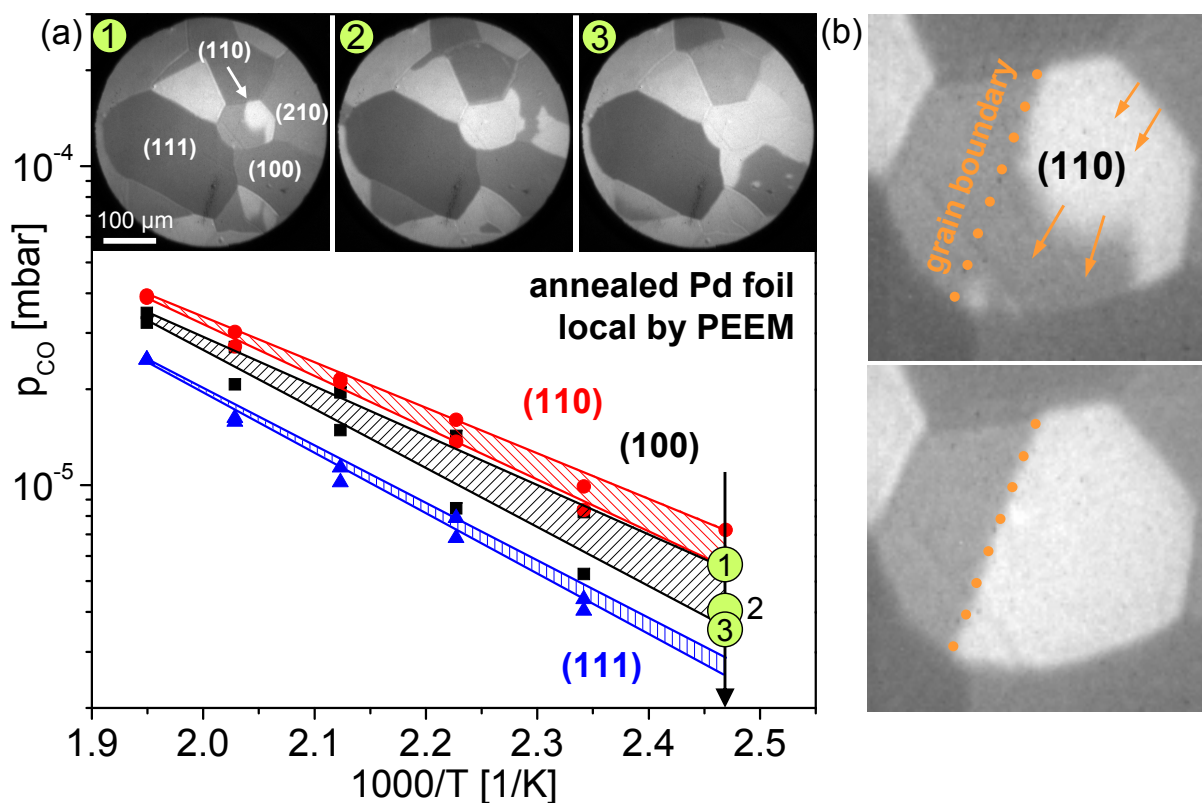 (a)
1
2
3
(b)
(110)
(210)
(111)
(100)
100 µm
annealed Pd foil
local by PEEM
(110)
(100)
(111)
1
2
3
10-4
10-5
pCO [mbar]
1.9 2.0 2.1 2.2 2.3 2.4 2.5
1000/T [1/K]
grain boundary
(110)